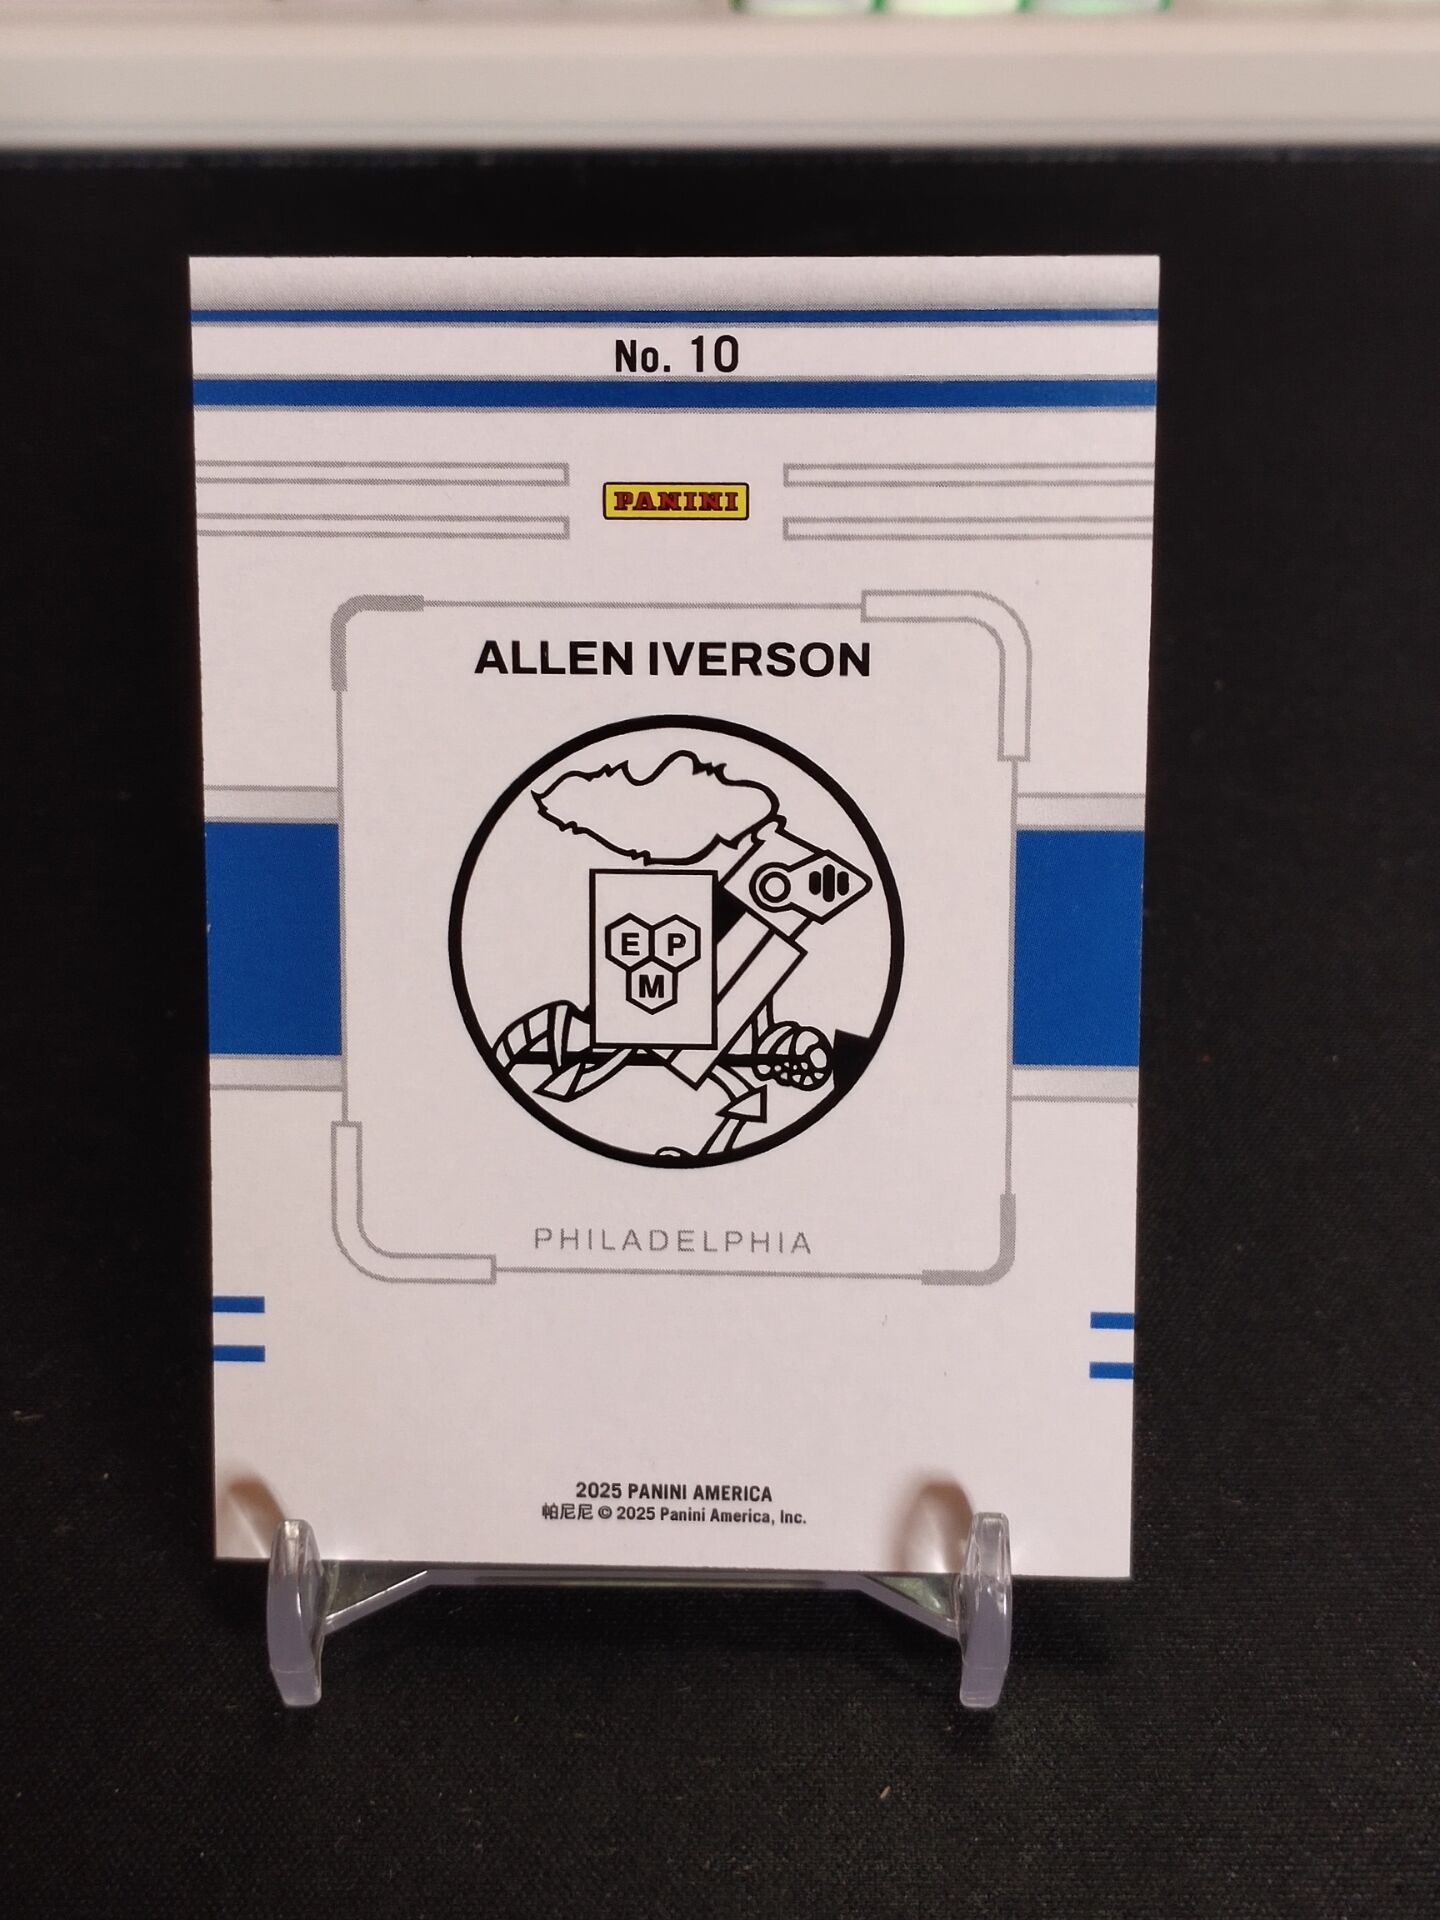 No. 10
PANINI
ALLEN IVERSON
E P
M
PHILADELPHIA
2025 PANINI AMERICA
帕尼尼 © 2025 Panini America, Inc.